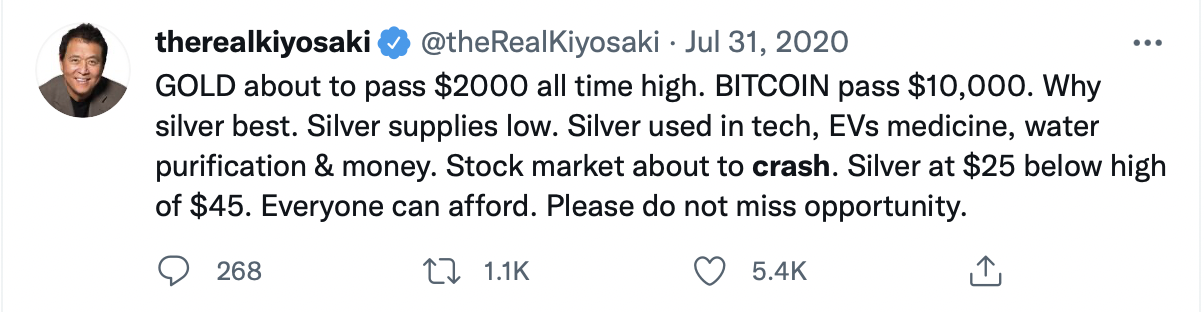 therealkiyosaki @theRealKiyosaki · Jul 31, 2020
GOLD about to pass $2000 all time high. BITCOIN pass $10,000. Why
silver best. Silver supplies low. Silver used in tech, EVs medicine, water
purification & money. Stock market about to crash. Silver at $25 below high
of $45. Everyone can afford. Please do not miss opportunity.
268 1.1K 5.4K